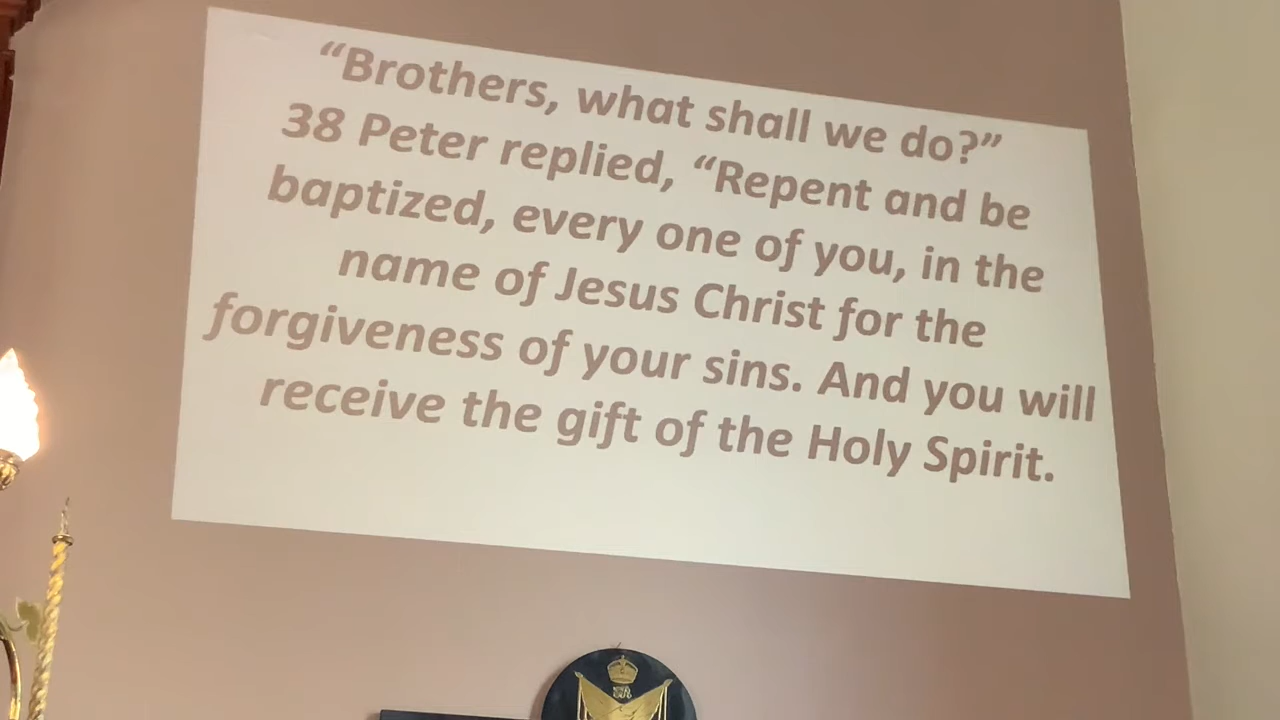 “Brothers, what shall we do?”
38 Peter replied, “Repent and be
baptized, every one of you, in the
name of Jesus Christ for the
forgiveness of your sins. And you will
receive the gift of the Holy Spirit.